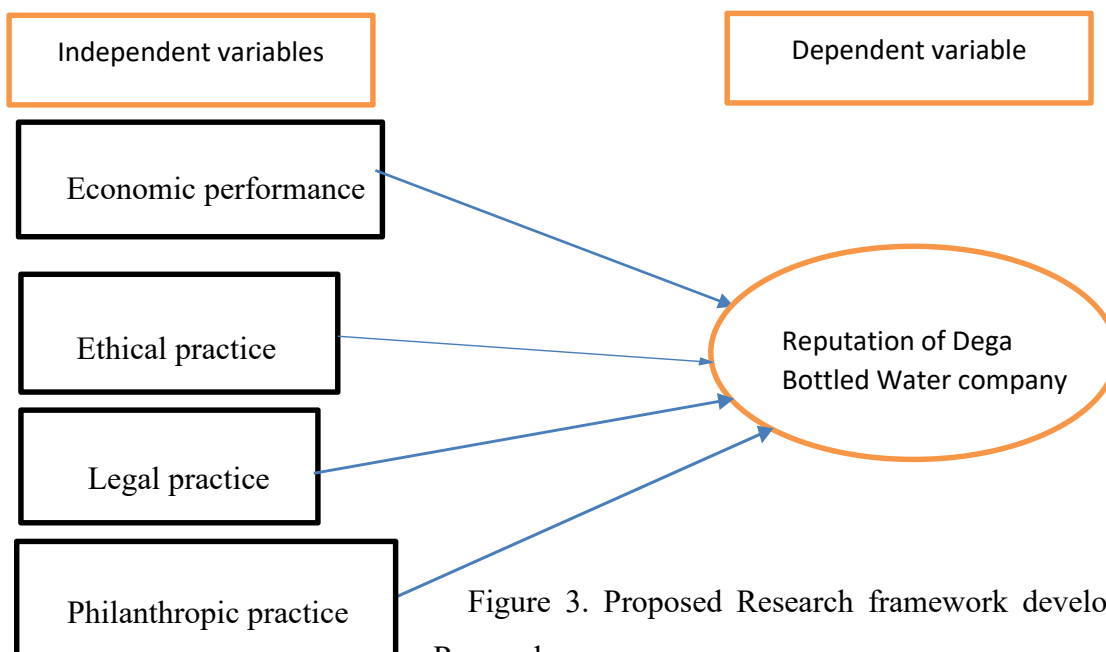 Independent variables
Dependent variable
Economic performance
Ethical practice
Reputation of Dega
Bottled Water company
Legal practice
Philanthropic practice
Figure 3. Proposed Research framework develo